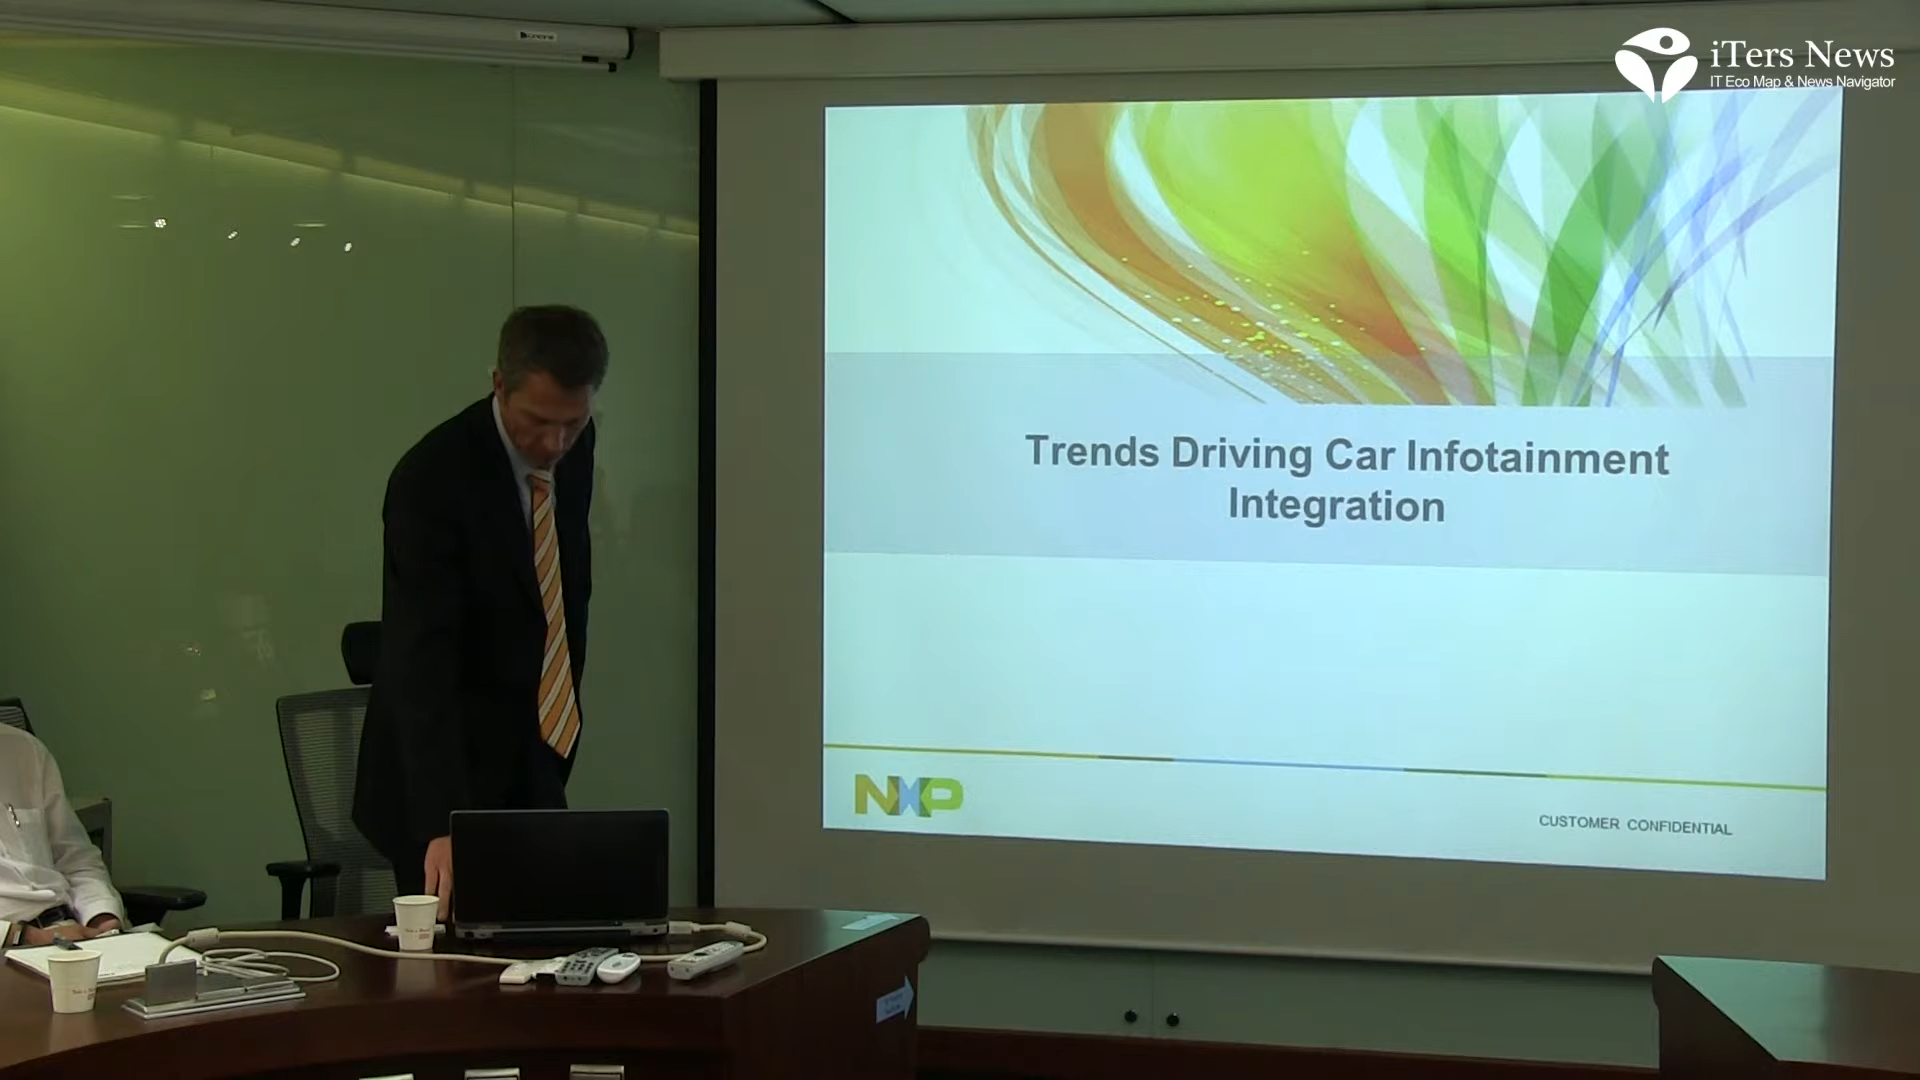 iTers News
IT Eco Map & News Navigator
Trends Driving Car Infotainment
Integration
NXP
CUSTOMER CONFIDENTIAL